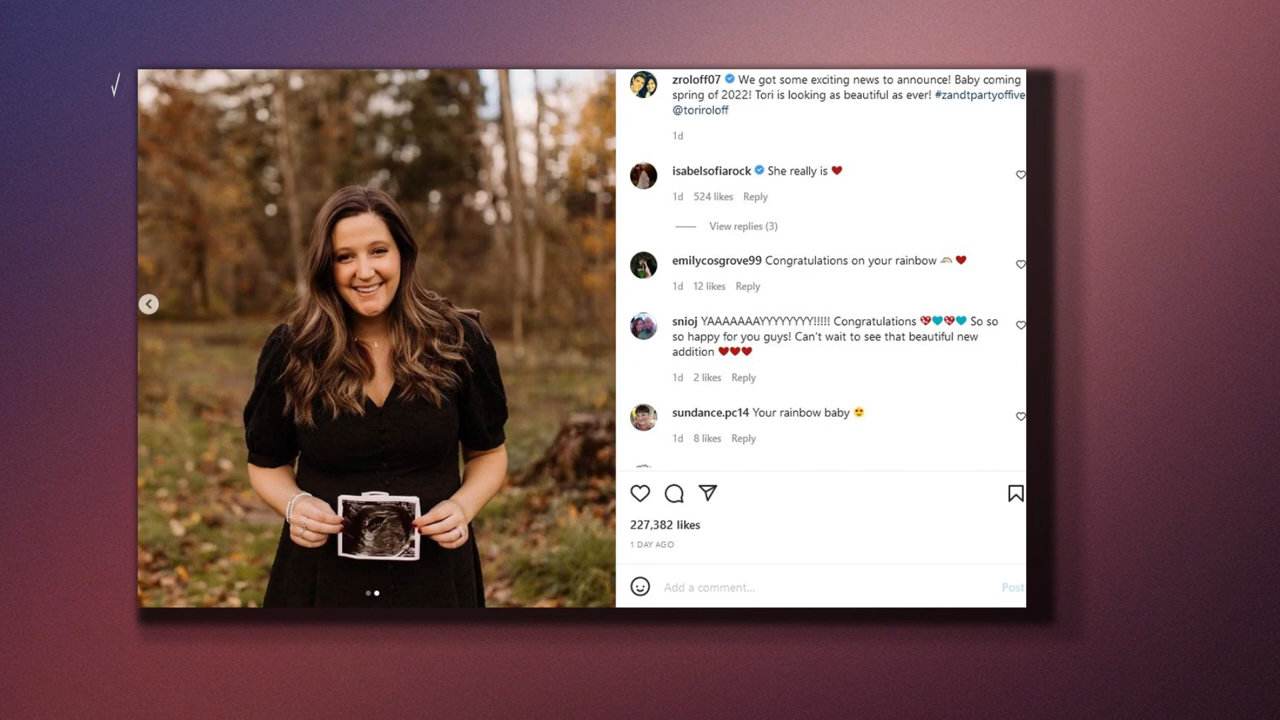 zroloff07 We got some exciting news to announce! Baby coming
spring of 2022! Tori is looking as beautiful as ever! #zandtpartyoffive
@toriroloff
1d
isabelsofiarock She really is ❤️
1d 524 likes Reply
View replies (3)
emilycosgrove99 Congratulations on your rainbow 🌈 ❤️
1d 12 likes Reply
snioj YAAAAAAAYYYYYYYY!!!!! Congratulations 💖💙💖💙 So so
so happy for you guys! Can't wait to see that beautiful new
addition ❤️❤️❤️
1d 2 likes Reply
sundance.pc14 Your rainbow baby 😍
1d 8 likes Reply
227,382 likes
1 DAY AGO
Add a comment...
Post